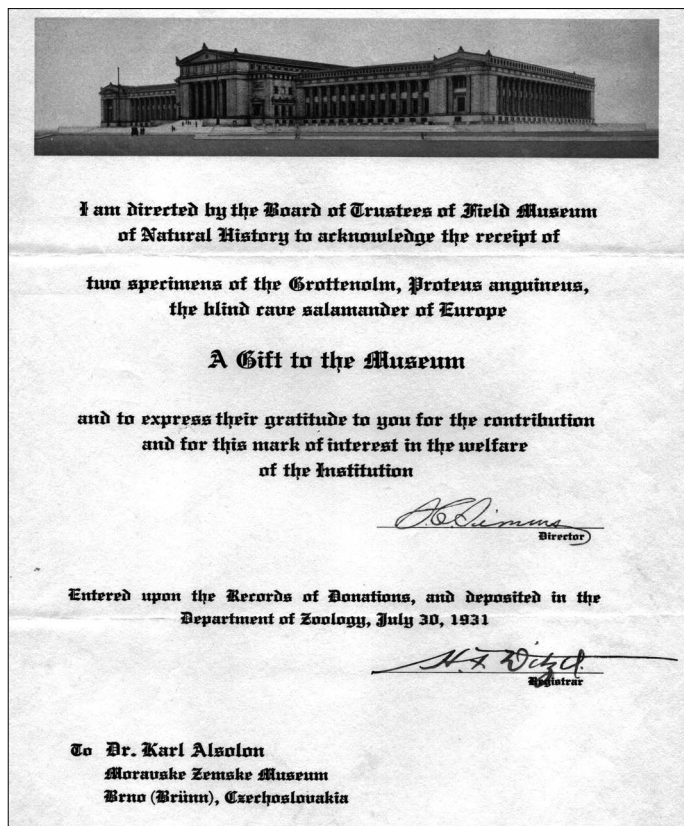 I am directed by the Board of Trustees of Field Museum
of Natural History to acknowledge the receipt of
two specimens of the Grottenolm, Proteus anguineus,
the blind cave salamander of Europe
A Gift to the Museum
and to express their gratitude to you for the contribution
and for this mark of interest in the welfare
of the Institution
Director
Entered upon the Records of Donations, and deposited in the
Department of Zoology, July 30, 1931
Registrar
To Dr. Karl Alsolon
Moravske Zemske Museum
Brno (Brünn), Czechoslovakia